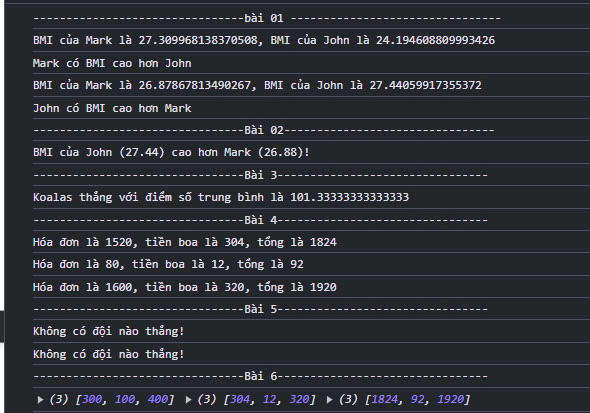 --------------------------------bài 01 --------------------------------
BMI của Mark là 27.309968138370508, BMI của John là 24.194608809993426
Mark có BMI cao hơn John
BMI của Mark là 26.87867813490267, BMI của John là 27.44059917355372
John có BMI cao hơn Mark
--------------------------------Bài 02--------------------------------
BMI của John (27.44) cao hơn Mark (26.88)!
--------------------------------Bài 3--------------------------------
Koalas thắng với điểm số trung bình là 101.33333333333333
--------------------------------Bài 4--------------------------------
Hóa đơn là 1520, tiền boa là 304, tổng là 1824
Hóa đơn là 80, tiền boa là 12, tổng là 92
Hóa đơn là 1600, tiền boa là 320, tổng là 1920
--------------------------------Bài 5--------------------------------
Không có đội nào thắng!
Không có đội nào thắng!
--------------------------------Bài 6--------------------------------
▶ (3) [300, 100, 400] ▶ (3) [304, 12, 320] ▶ (3) [1824, 92, 1920]